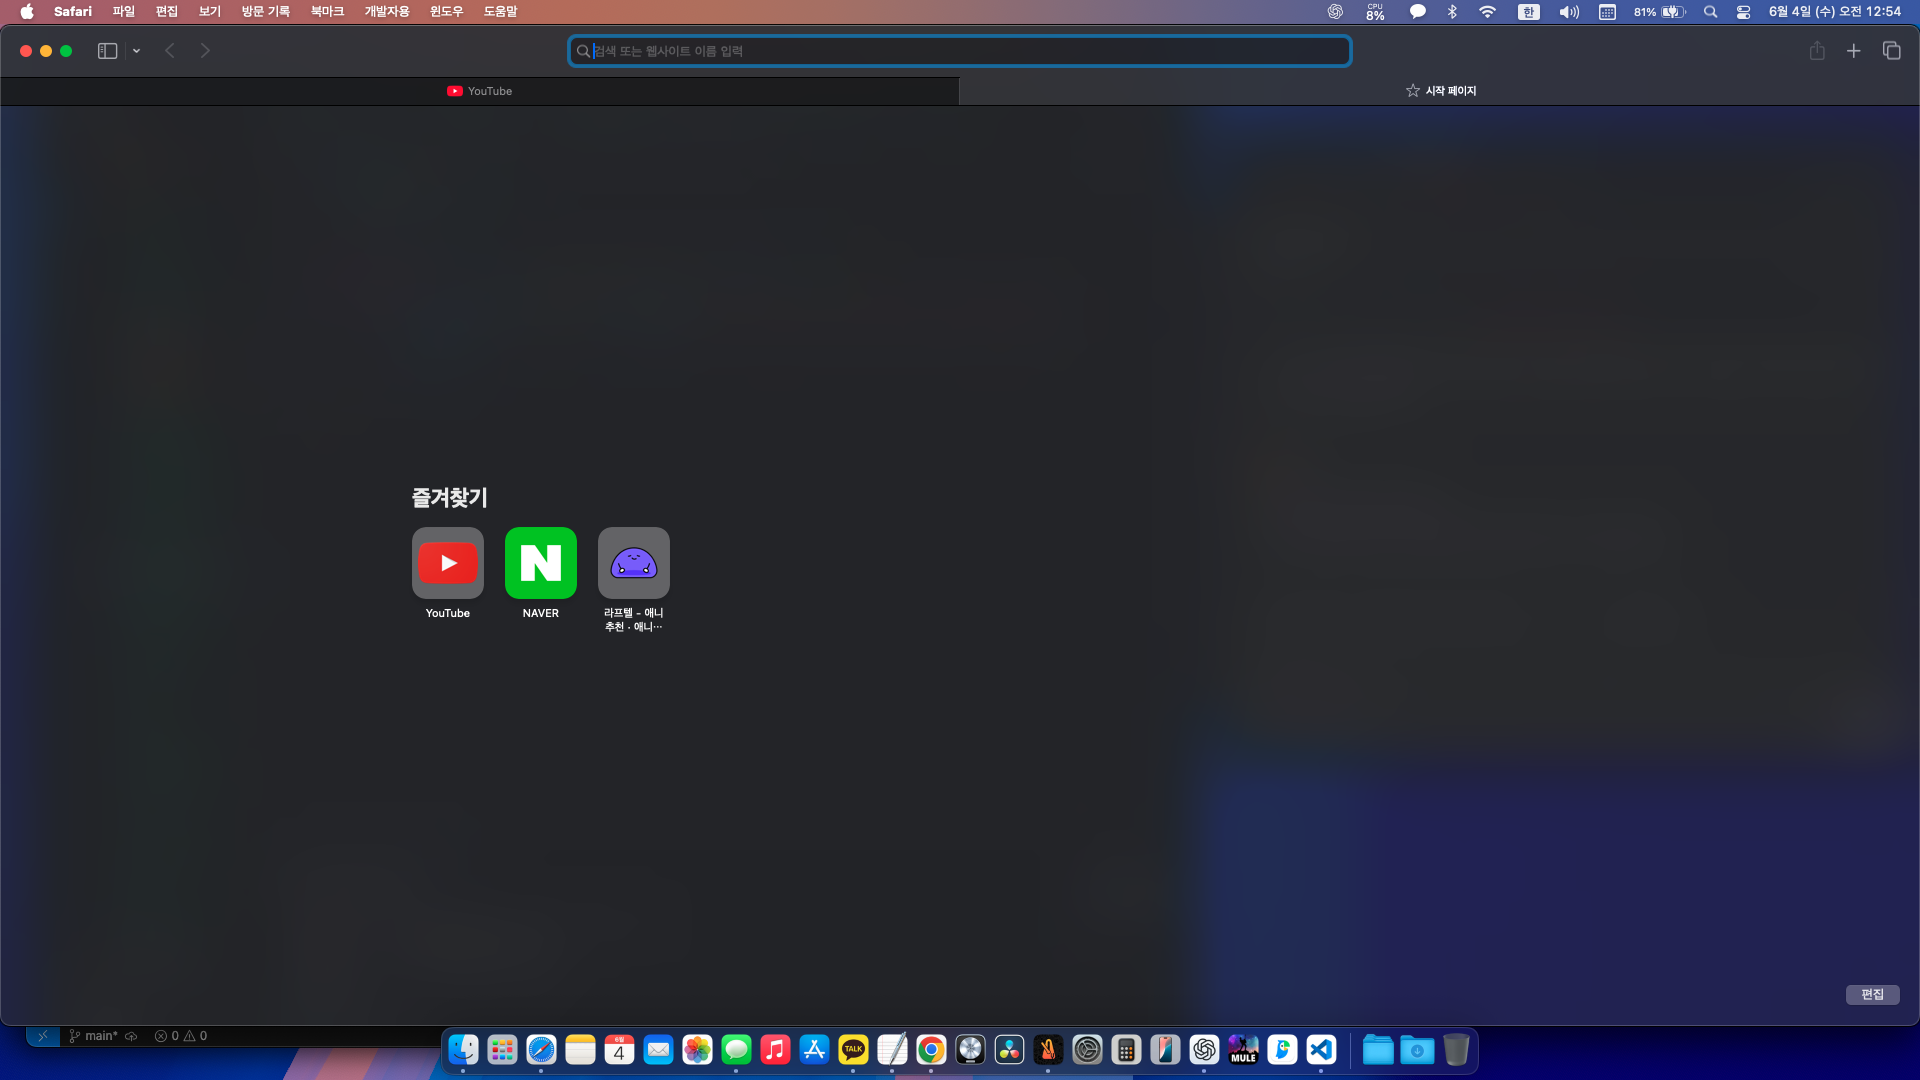 Safari 파일 편집 보기 방문 기록 북마크 개발자용 윈도우 도움말
CPU
8%
한
81%
6월 4일 (수) 오전 12:54
검색 또는 웹사이트 이름 입력
YouTube
시작 페이지
즐겨찾기
YouTube
NAVER
라프텔 - 애니
추천 · 애니…
편집
main*
0
0
6월
4
TALK
MULE